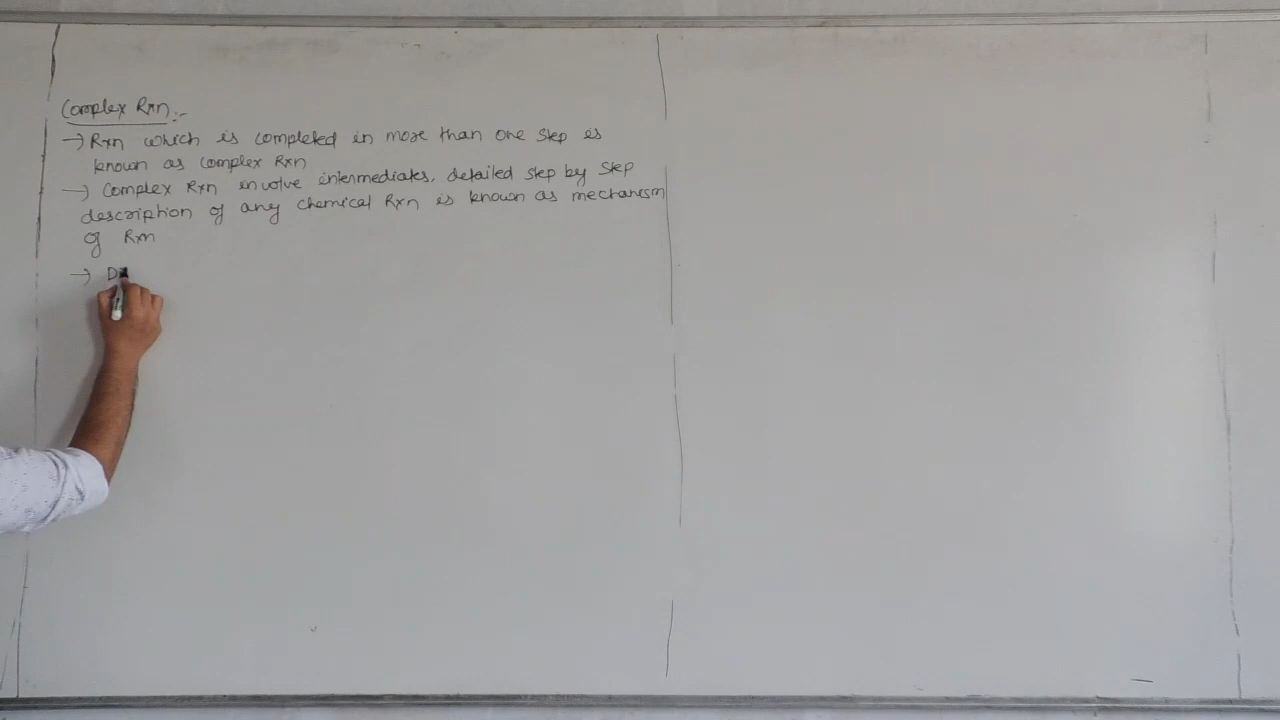 Complex Rxn :-
→ Rxn which is completed in more than one step is
known as complex Rxn
→ Complex Rxn involve intermediates, detailed step by step
description of any chemical Rxn is known as mechanism
of Rxn
→ D